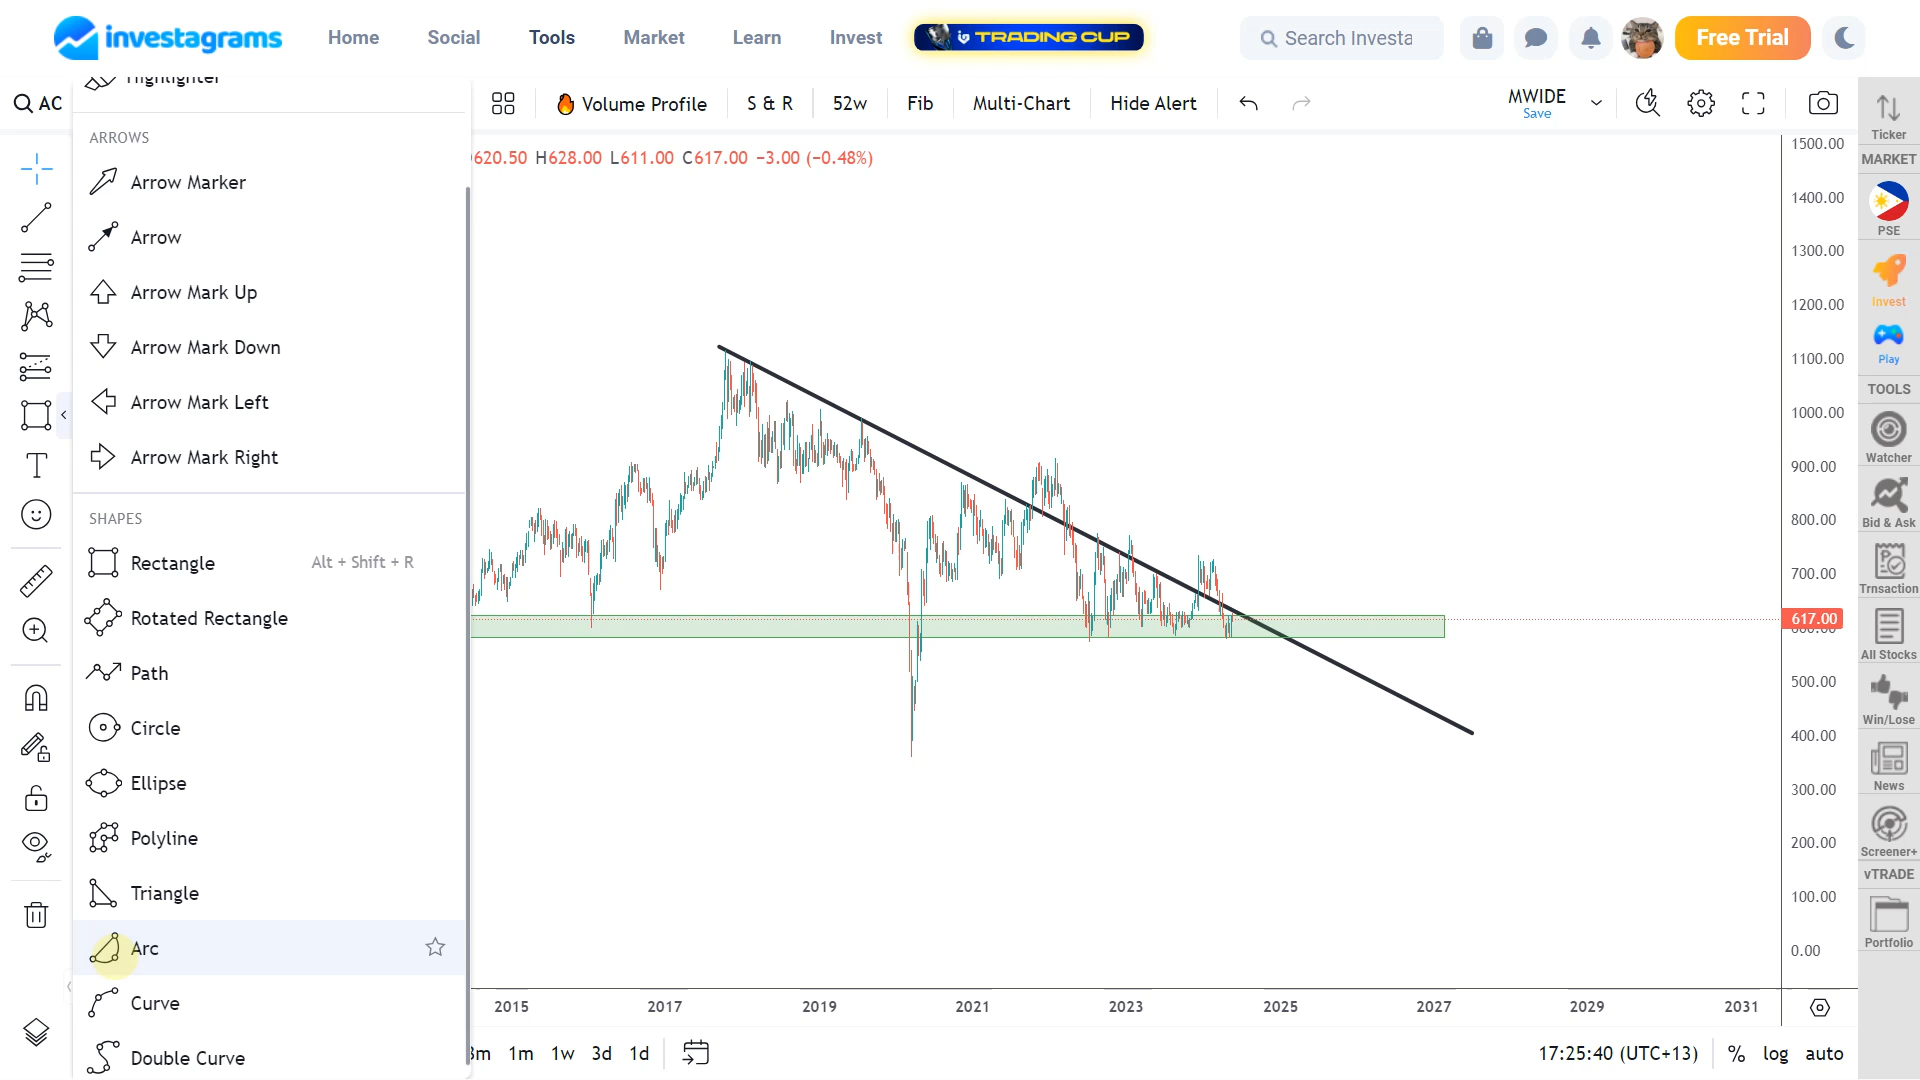 investagrams
Home
Social
Tools
Market
Learn
Invest
TRADING CUP
Search Investa
Free Trial
Highlighter
AC
Volume Profile
S & R
52w
Fib
Multi-Chart
Hide Alert
MWIDE
Save
620.50 H628.00 L611.00 C617.00 −3.00 (−0.48%)
ARROWS
Arrow Marker
Arrow
Arrow Mark Up
Arrow Mark Down
Arrow Mark Left
Arrow Mark Right
SHAPES
Rectangle
Alt + Shift + R
Rotated Rectangle
Path
Circle
Ellipse
Polyline
Triangle
Arc
Curve
Double Curve
1500.00
1400.00
1300.00
1200.00
1100.00
1000.00
900.00
800.00
700.00
617.00
600.00
500.00
400.00
300.00
200.00
100.00
0.00
2015
2017
2019
2021
2023
2025
2027
2029
2031
3m
1m
1w
3d
1d
17:25:40 (UTC+13)
%
log
auto
Ticker
MARKET
PSE
Invest
Play
TOOLS
Watcher
Bid & Ask
Trnsaction
All Stocks
Win/Lose
News
Screener+
vTRADE
Portfolio